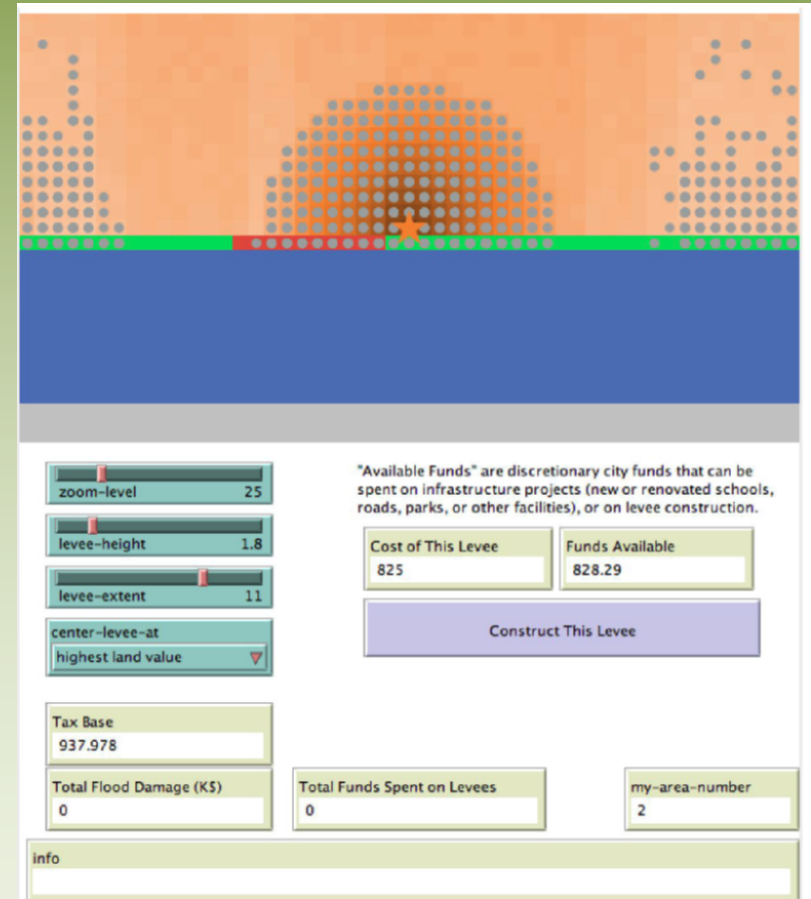 zoom-level 25
levee-height 1.8
levee-extent 11
center-levee-at
highest land value
"Available Funds" are discretionary city funds that can be
spent on infrastructure projects (new or renovated schools,
roads, parks, or other facilities), or on levee construction.
Cost of This Levee
825
Funds Available
828.29
Construct This Levee
Tax Base
937.978
Total Flood Damage (K$)
0
Total Funds Spent on Levees
0
my-area-number
2
info